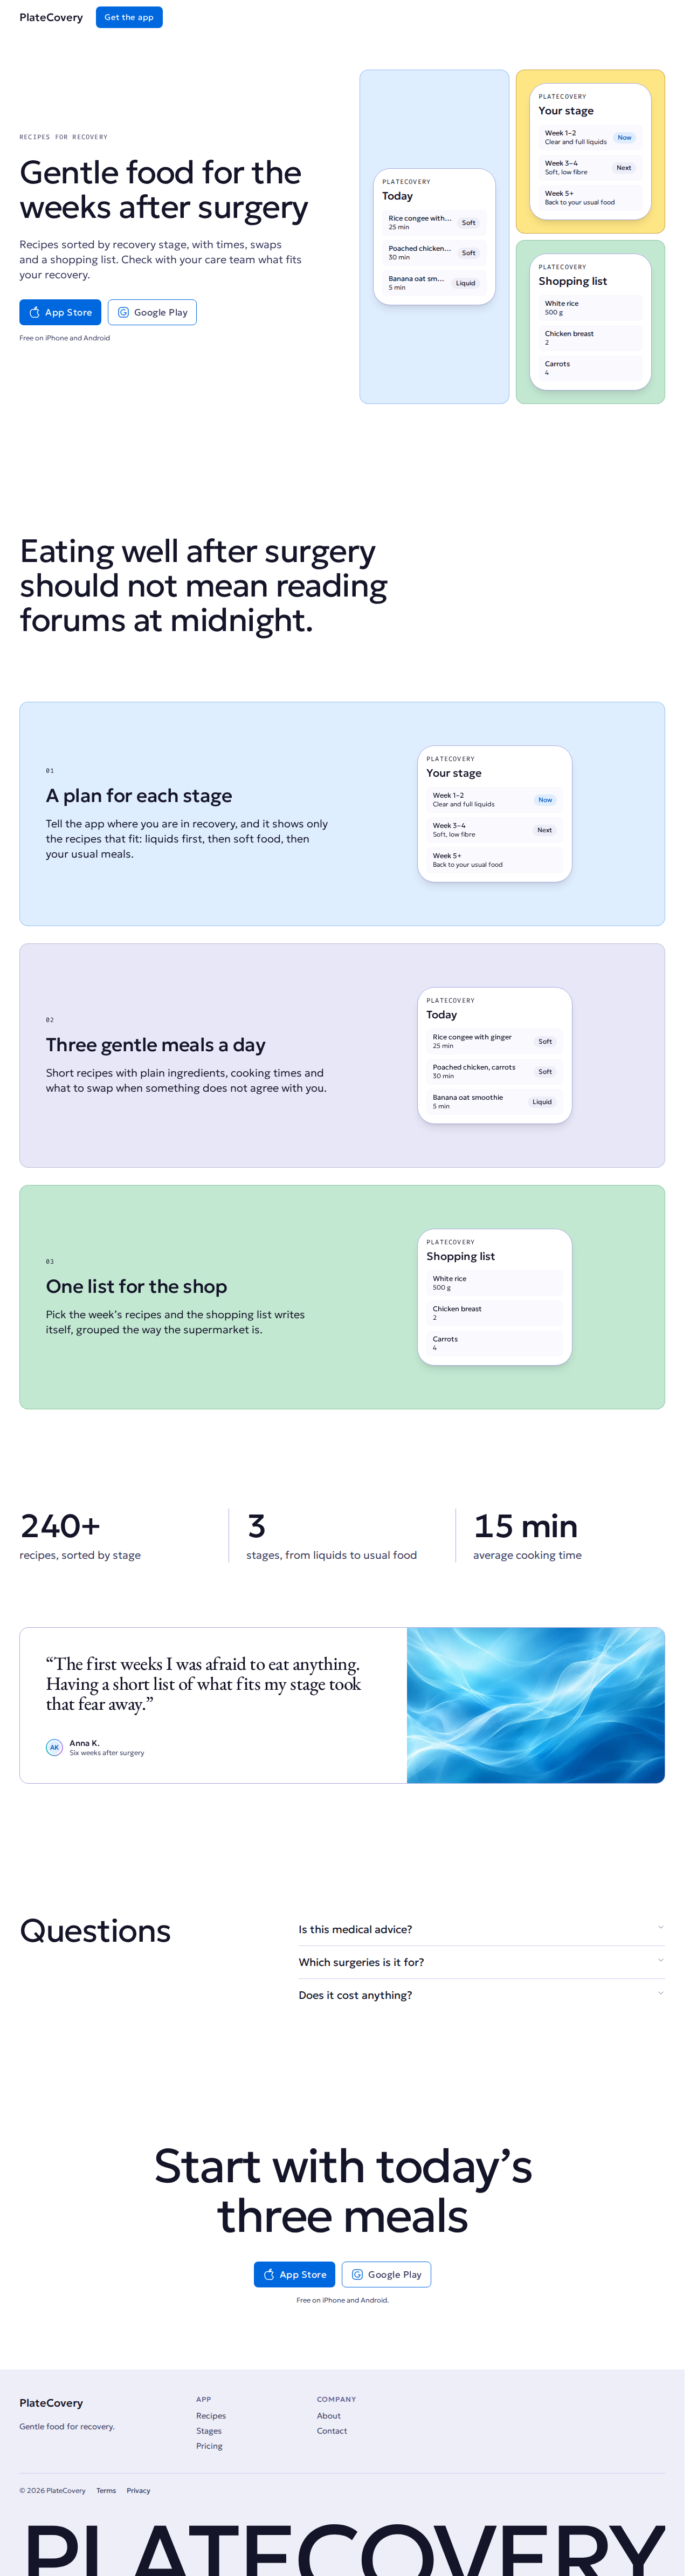 PlateCovery
Get the app
RECIPES FOR RECOVERY
Gentle food for the
weeks after surgery
Recipes sorted by recovery stage, with times, swaps
and a shopping list. Check with your care team what fits
your recovery.
App Store
Google Play
Free on iPhone and Android
PLATECOVERY
Today
Rice congee with...
25 min
Soft
Poached chicken...
30 min
Soft
Banana oat sm...
5 min
Liquid
PLATECOVERY
Your stage
Week 1–2
Clear and full liquids
Now
Week 3–4
Soft, low fibre
Next
Week 5+
Back to your usual food
PLATECOVERY
Shopping list
White rice
500 g
Chicken breast
2
Carrots
4
Eating well after surgery
should not mean reading
forums at midnight.
01
A plan for each stage
Tell the app where you are in recovery, and it shows only
the recipes that fit: liquids first, then soft food, then
your usual meals.
PLATECOVERY
Your stage
Week 1–2
Clear and full liquids
Now
Week 3–4
Soft, low fibre
Next
Week 5+
Back to your usual food
02
Three gentle meals a day
Short recipes with plain ingredients, cooking times and
what to swap when something does not agree with you.
PLATECOVERY
Today
Rice congee with ginger
25 min
Soft
Poached chicken, carrots
30 min
Soft
Banana oat smoothie
5 min
Liquid
03
One list for the shop
Pick the week’s recipes and the shopping list writes
itself, grouped the way the supermarket is.
PLATECOVERY
Shopping list
White rice
500 g
Chicken breast
2
Carrots
4
240+
recipes, sorted by stage
3
stages, from liquids to usual food
15 min
average cooking time
“The first weeks I was afraid to eat anything.
Having a short list of what fits my stage took
that fear away.”
AK
Anna K.
Six weeks after surgery
Questions
Is this medical advice?
Which surgeries is it for?
Does it cost anything?
Start with today’s
three meals
App Store
Google Play
Free on iPhone and Android.
PlateCovery
Gentle food for recovery.
APP
Recipes
Stages
Pricing
COMPANY
About
Contact
© 2026 PlateCovery
Terms
Privacy
PLATECOVERY